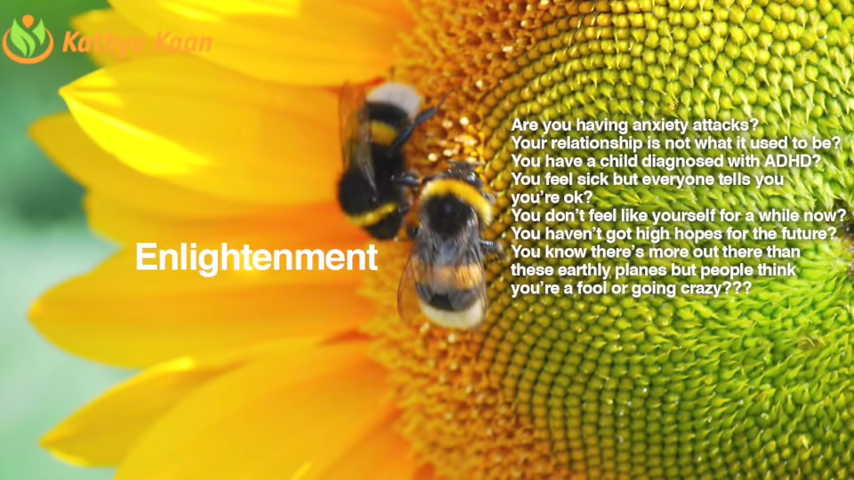 Kathye Kaan
Enlightenment
Are you having anxiety attacks?
Your relationship is not what it used to be?
You have a child diagnosed with ADHD?
You feel sick but everyone tells you
you're ok?
You don't feel like yourself for a while now?
You haven't got high hopes for the future?
You know there's more out there than
these earthly planes but people think
you're a fool or going crazy???